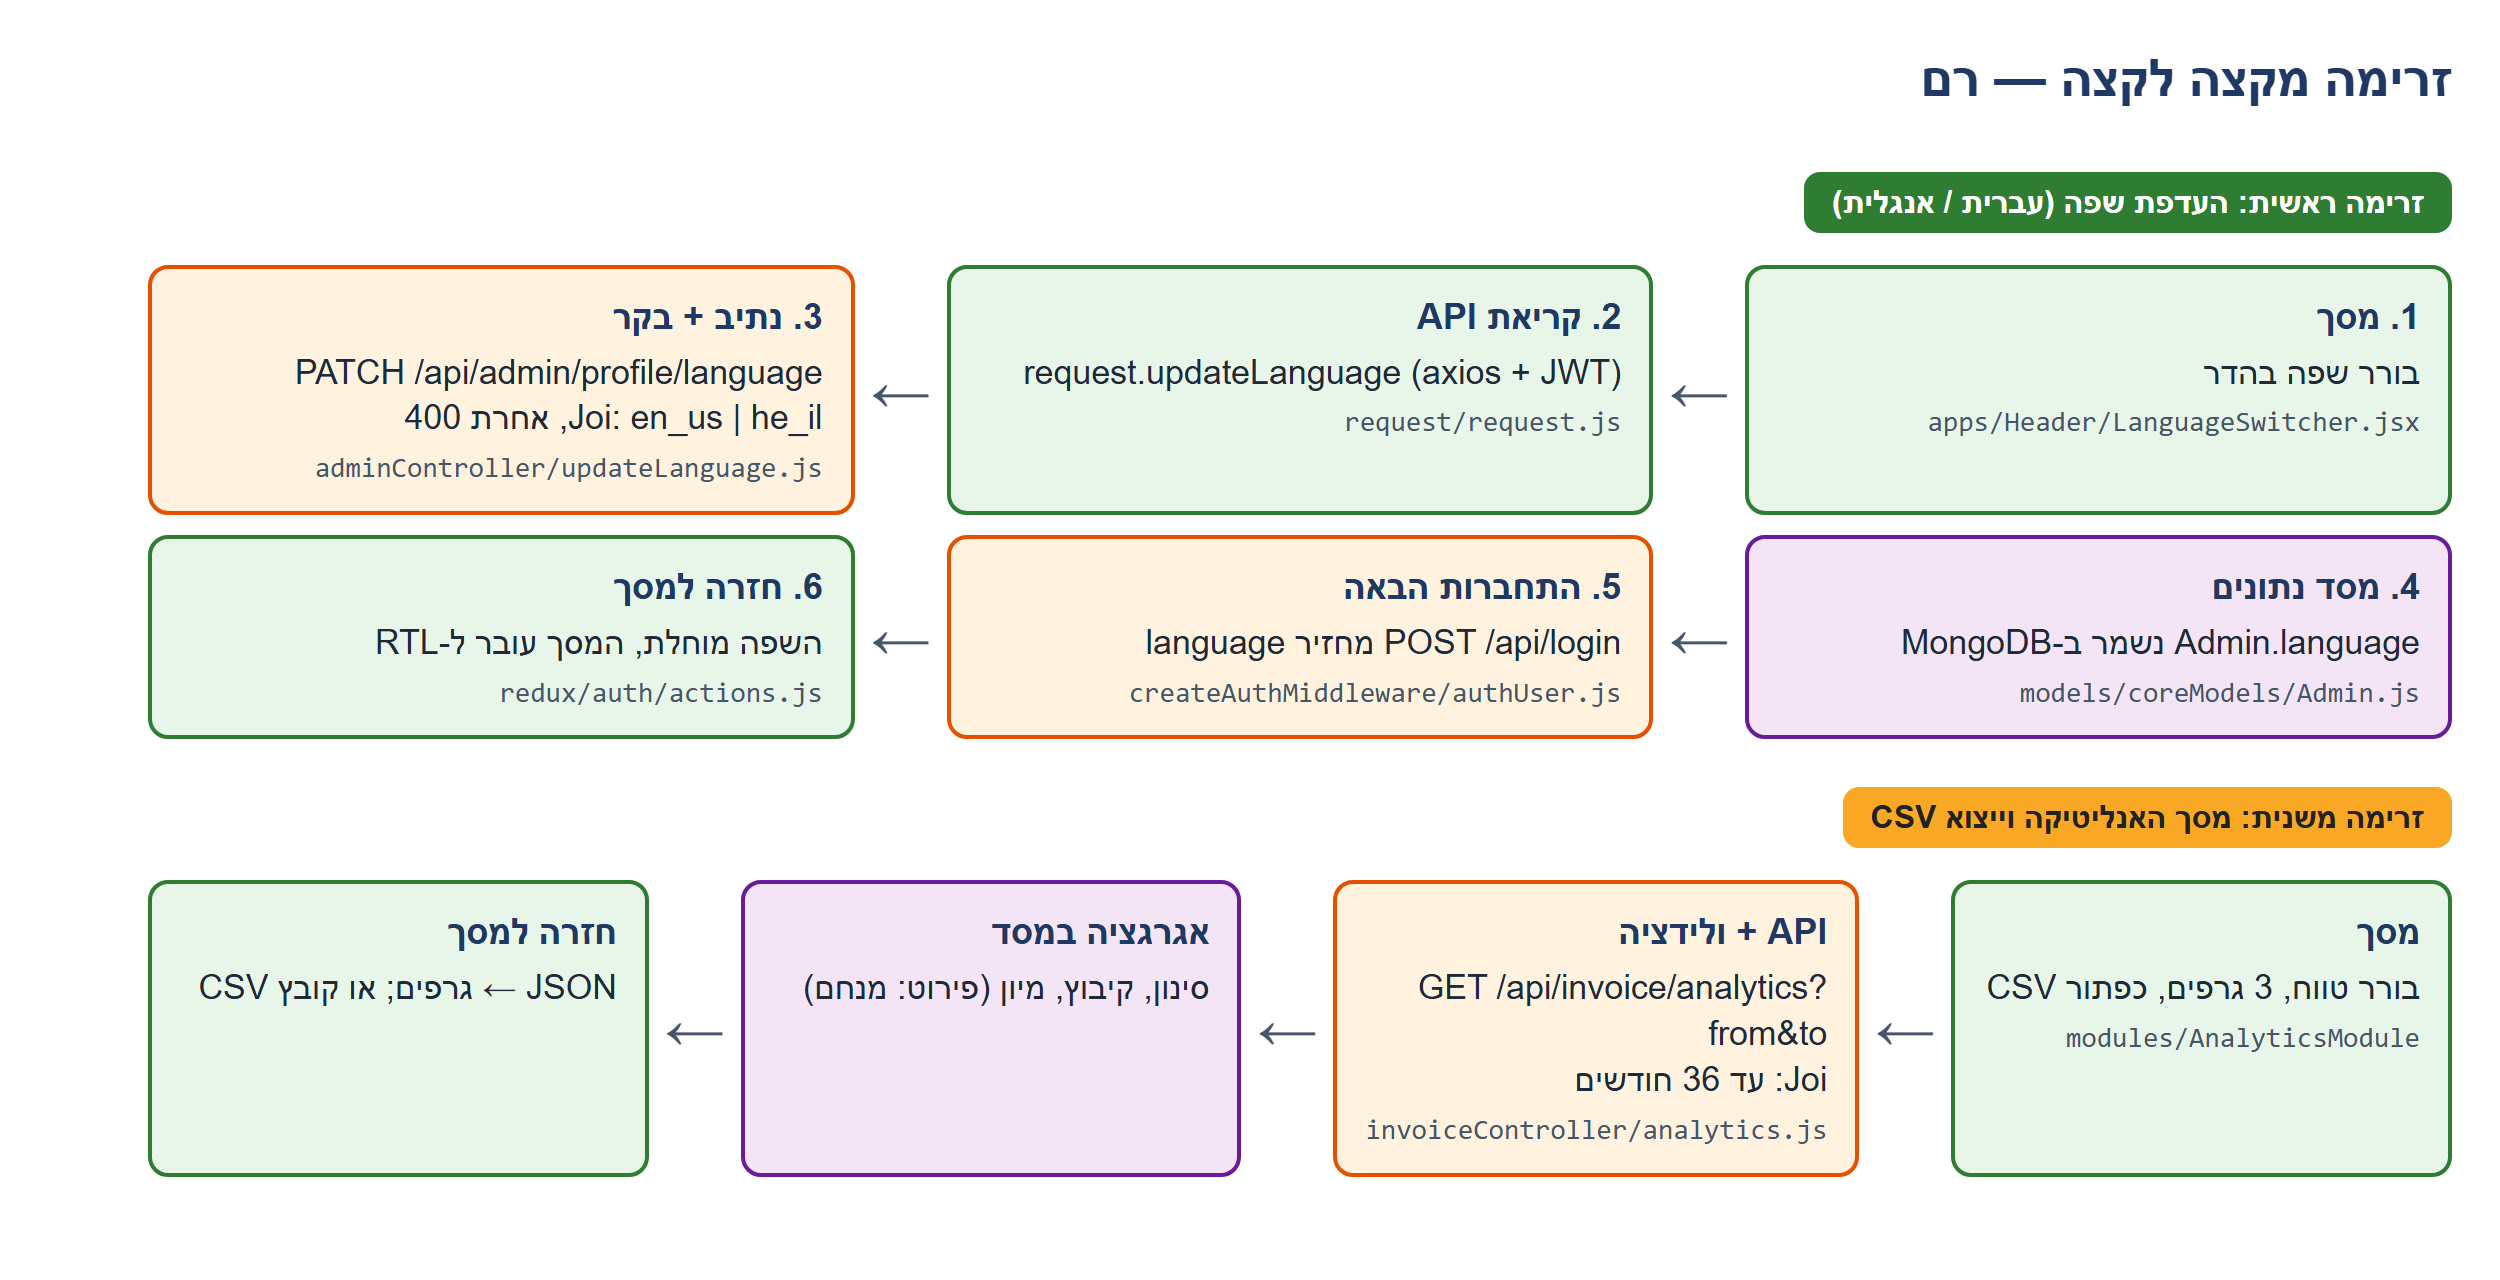 זרימה מקצה לקצה — רם
זרימה ראשית: העדפת שפה (עברית / אנגלית)
1. מסך
בורר שפה בהדר
apps/Header/LanguageSwitcher.jsx
←
2. קריאת API
request.updateLanguage (axios + JWT)
request/request.js
←
3. נתיב + בקר
PATCH /api/admin/profile/language
Joi: en_us | he_il, אחרת 400
adminController/updateLanguage.js
4. מסד נתונים
Admin.language נשמר ב-MongoDB
models/coreModels/Admin.js
←
5. התחברות הבאה
POST /api/login מחזיר language
createAuthMiddleware/authUser.js
←
6. חזרה למסך
השפה מוחלת, המסך עובר ל-RTL
redux/auth/actions.js
זרימה משנית: מסך האנליטיקה וייצוא CSV
מסך
בורר טווח, 3 גרפים, כפתור CSV
modules/AnalyticsModule
←
API + ולידציה
GET /api/invoice/analytics?
from&to
Joi: עד 36 חודשים
invoiceController/analytics.js
←
אגרגציה במסד
סינון, קיבוץ, מיון (פירוט: מנחם)
←
חזרה למסך
JSON ← גרפים; או קובץ CSV